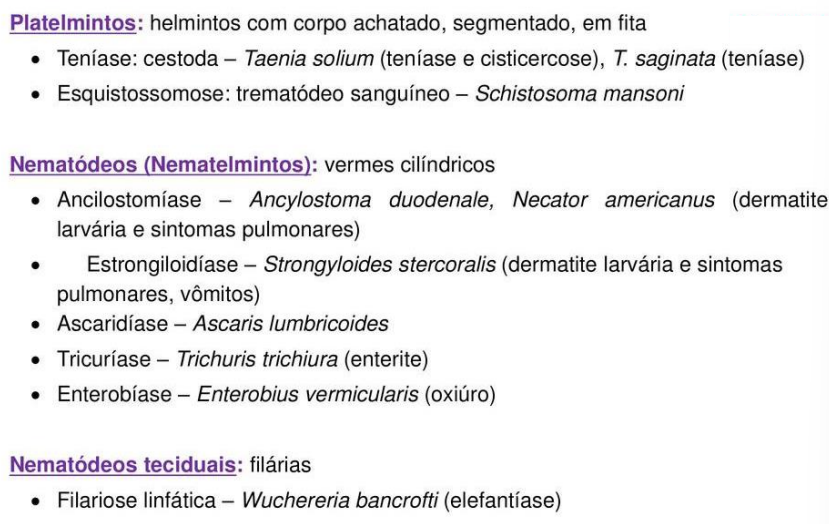 Platelmintos: helmintos com corpo achatado, segmentado, em fita
• Teníase: cestoda – Taenia solium (teníase e cisticercose), T. saginata (teníase)
• Esquistossomose: trematódeo sanguíneo – Schistosoma mansoni
Nematódeos (Nematelmintos): vermes cilíndricos
• Ancilostomíase – Ancylostoma duodenale, Necator americanus (dermatite
larvária e sintomas pulmonares)
• Estrongiloidíase – Strongyloides stercoralis (dermatite larvária e sintomas
pulmonares, vômitos)
• Ascaridíase – Ascaris lumbricoides
• Tricuríase – Trichuris trichiura (enterite)
• Enterobíase – Enterobius vermicularis (oxiúro)
Nematódeos teciduais: filárias
• Filariose linfática – Wuchereria bancrofti (elefantíase)